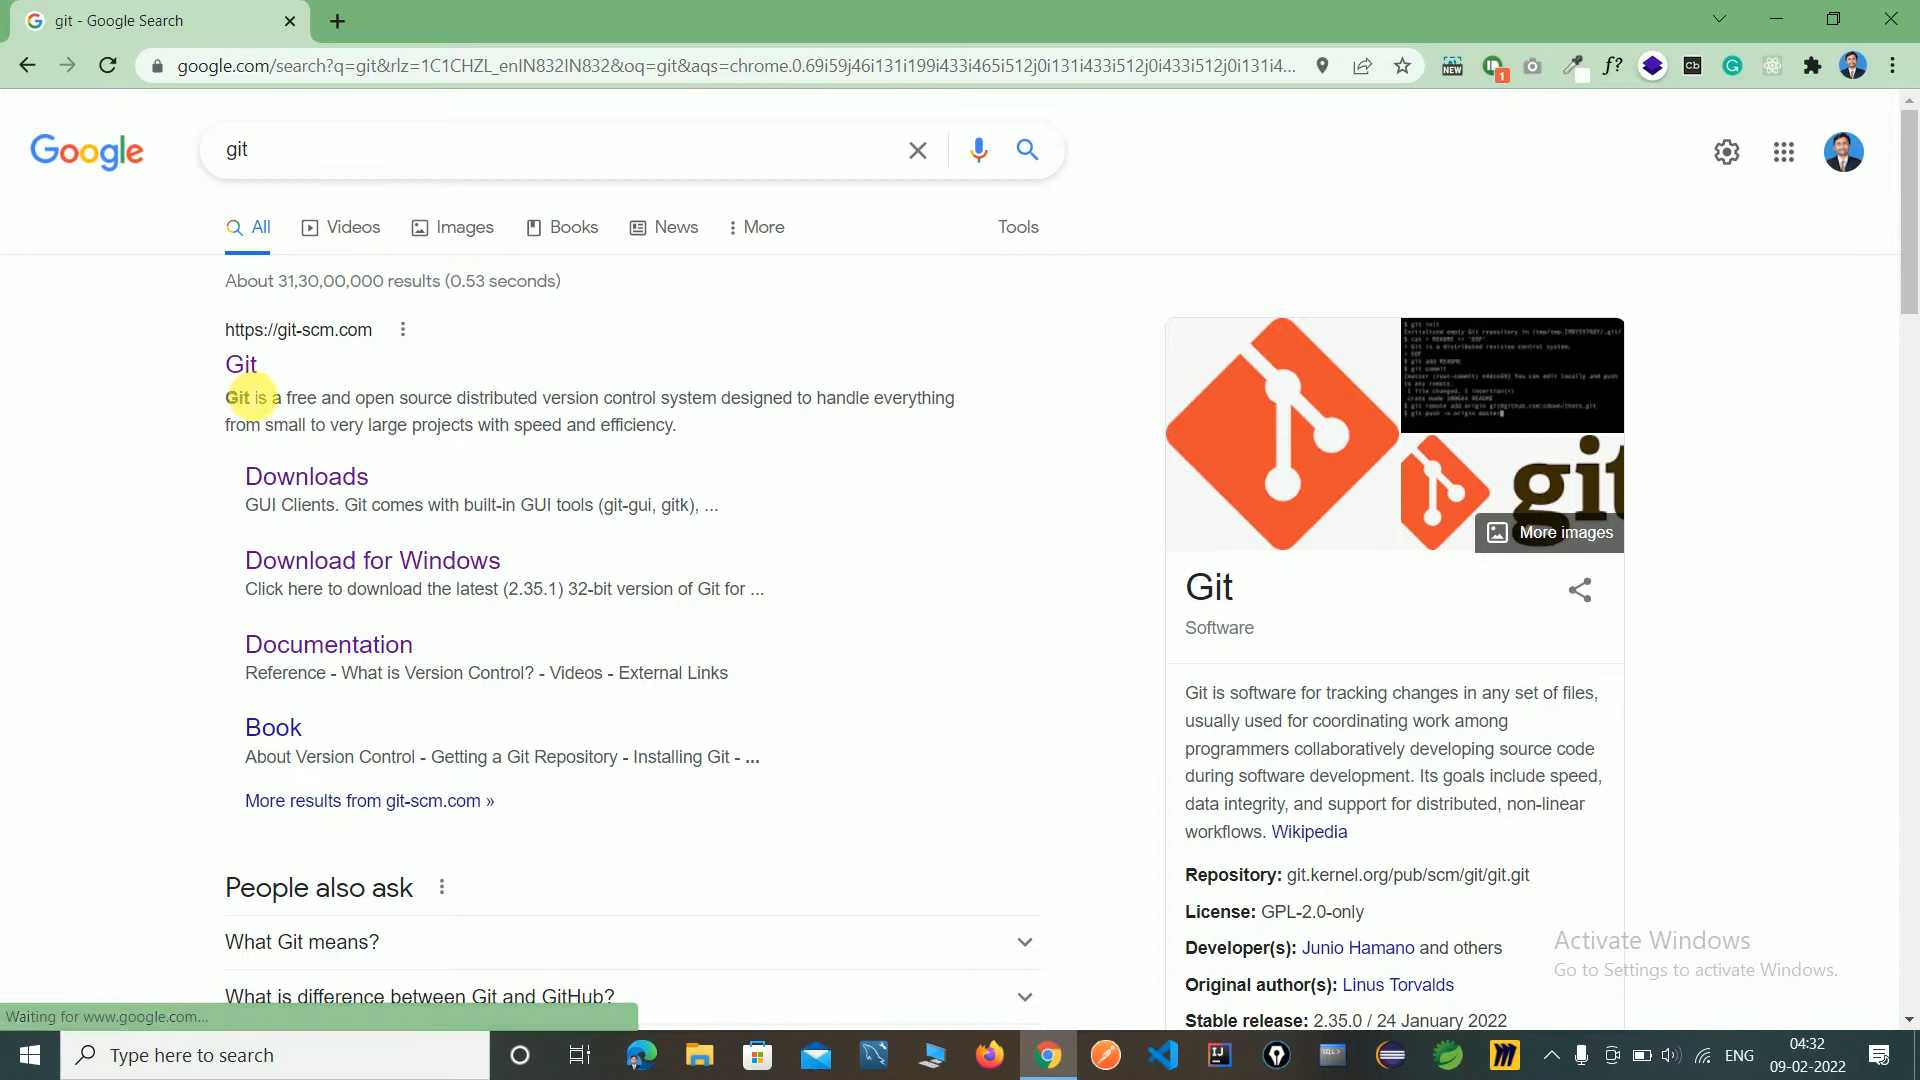 git - Google Search
google.com/search?q=git&rlz=1C1CHZL_enIN832IN832&oq=git&aqs=chrome.0.69i59j46i131i199i433i465i512j0i131i433i512j0i433i512j0i131i4...
NEW
1
f?
Cb
Google
git
All
Videos
Images
Books
News
More
Tools
About 31,30,00,000 results (0.53 seconds)
https://git-scm.com
Git
Git is a free and open source distributed version control system designed to handle everything
from small to very large projects with speed and efficiency.
Downloads
GUI Clients. Git comes with built-in GUI tools (git-gui, gitk), ...
Download for Windows
Click here to download the latest (2.35.1) 32-bit version of Git for ...
Documentation
Reference - What is Version Control? - Videos - External Links
Book
About Version Control - Getting a Git Repository - Installing Git - ...
More results from git-scm.com »
People also ask
What Git means?
What is difference between Git and GitHub?
git
More images
Git
Software
Git is software for tracking changes in any set of files,
usually used for coordinating work among
programmers collaboratively developing source code
during software development. Its goals include speed,
data integrity, and support for distributed, non-linear
workflows. Wikipedia
Repository: git.kernel.org/pub/scm/git/git.git
License: GPL-2.0-only
Developer(s): Junio Hamano and others
Original author(s): Linus Torvalds
Stable release: 2.35.0 / 24 January 2022
Activate Windows
Go to Settings to activate Windows.
Waiting for www.google.com...
Type here to search
ENG
04:32
09-02-2022